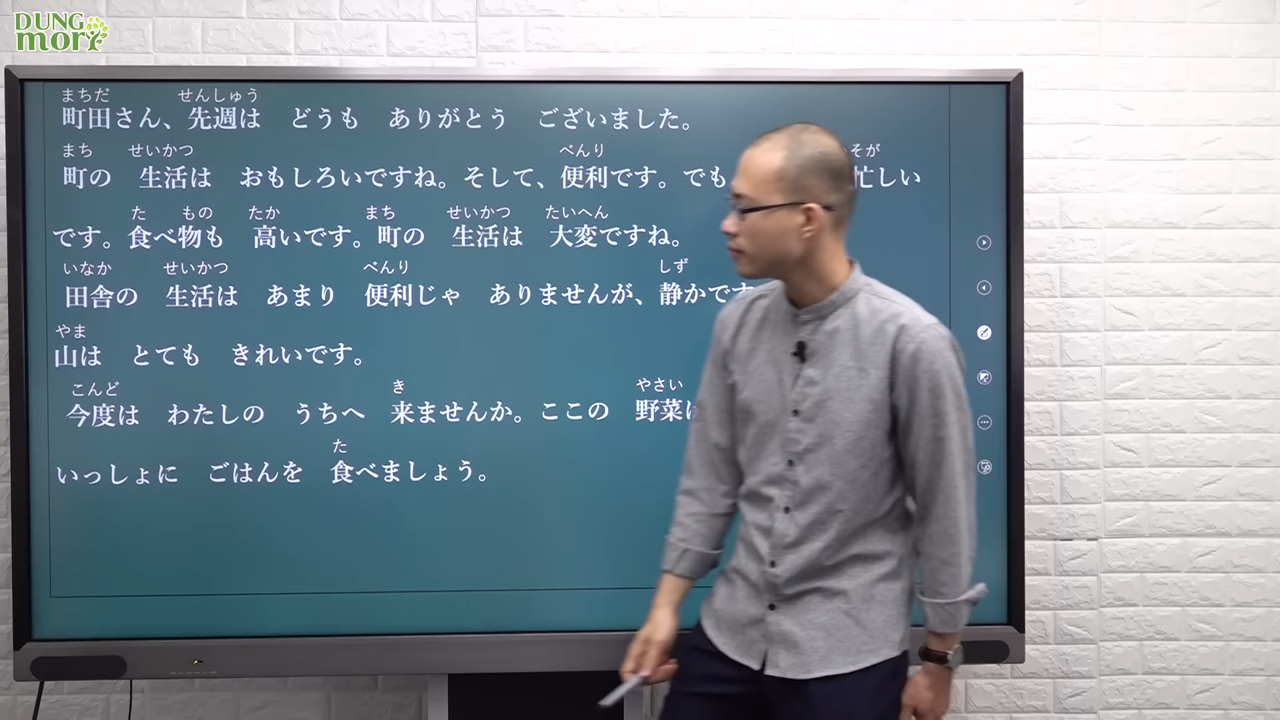 DUNG
mori
まちだ せんしゅう
町田さん、先週は どうも ありがとう ございました。
まち せいかつ べんり そが
町の 生活は おもしろいですね。そして、便利です。でも 忙しい
た もの たか まち せいかつ たいへん
です。食べ物も 高いです。町の 生活は 大変ですね。
いなか せいかつ べんり しず
田舎の 生活は あまり 便利じゃ ありませんが、静かです
やま
山は とても きれいです。
こんど き やさい
今度は わたしの うちへ 来ませんか。ここの 野菜は
た
いっしょに ごはんを 食べましょう。